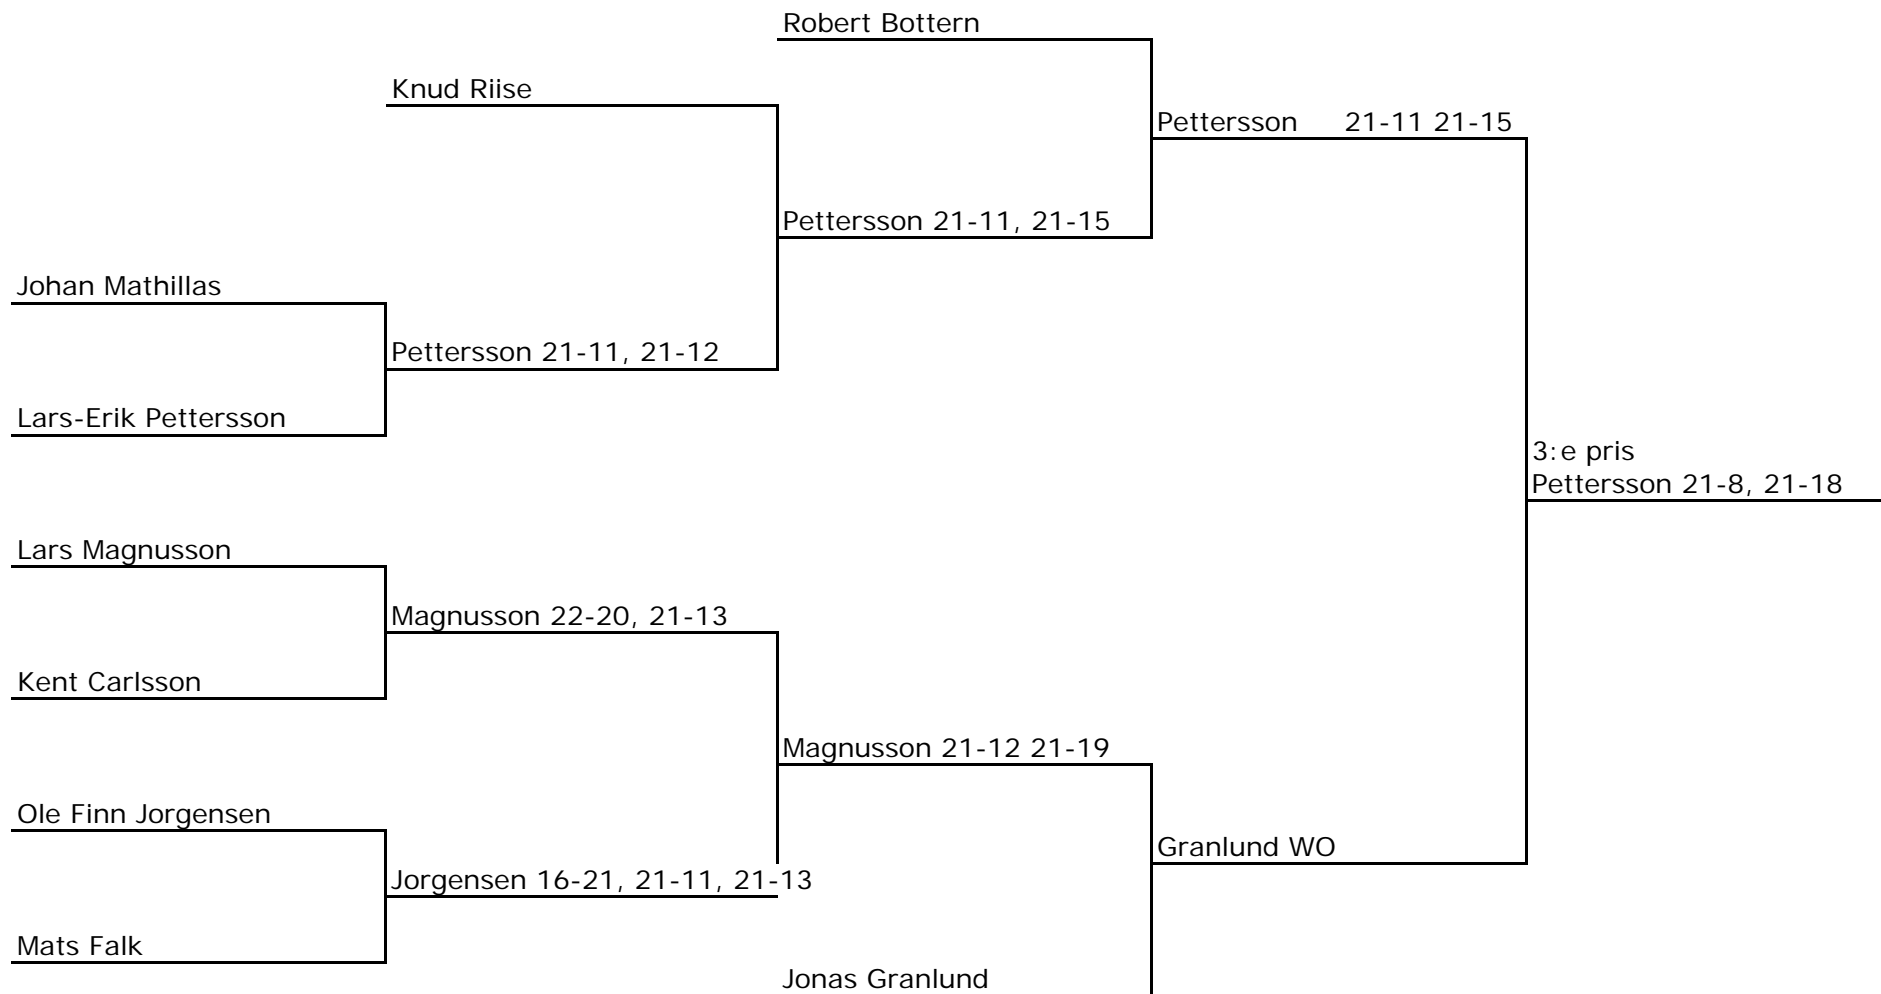 Robert Bottern
Knud Riise
Pettersson 21-11 21-15
Pettersson 21-11, 21-15
Johan Mathillas
Pettersson 21-11, 21-12
Lars-Erik Pettersson
3:e pris
Pettersson 21-8, 21-18
Lars Magnusson
Magnusson 22-20, 21-13
Kent Carlsson
Magnusson 21-12 21-19
Ole Finn Jorgensen
Granlund WO
Jorgensen 16-21, 21-11, 21-13
Mats Falk
Jonas Granlund